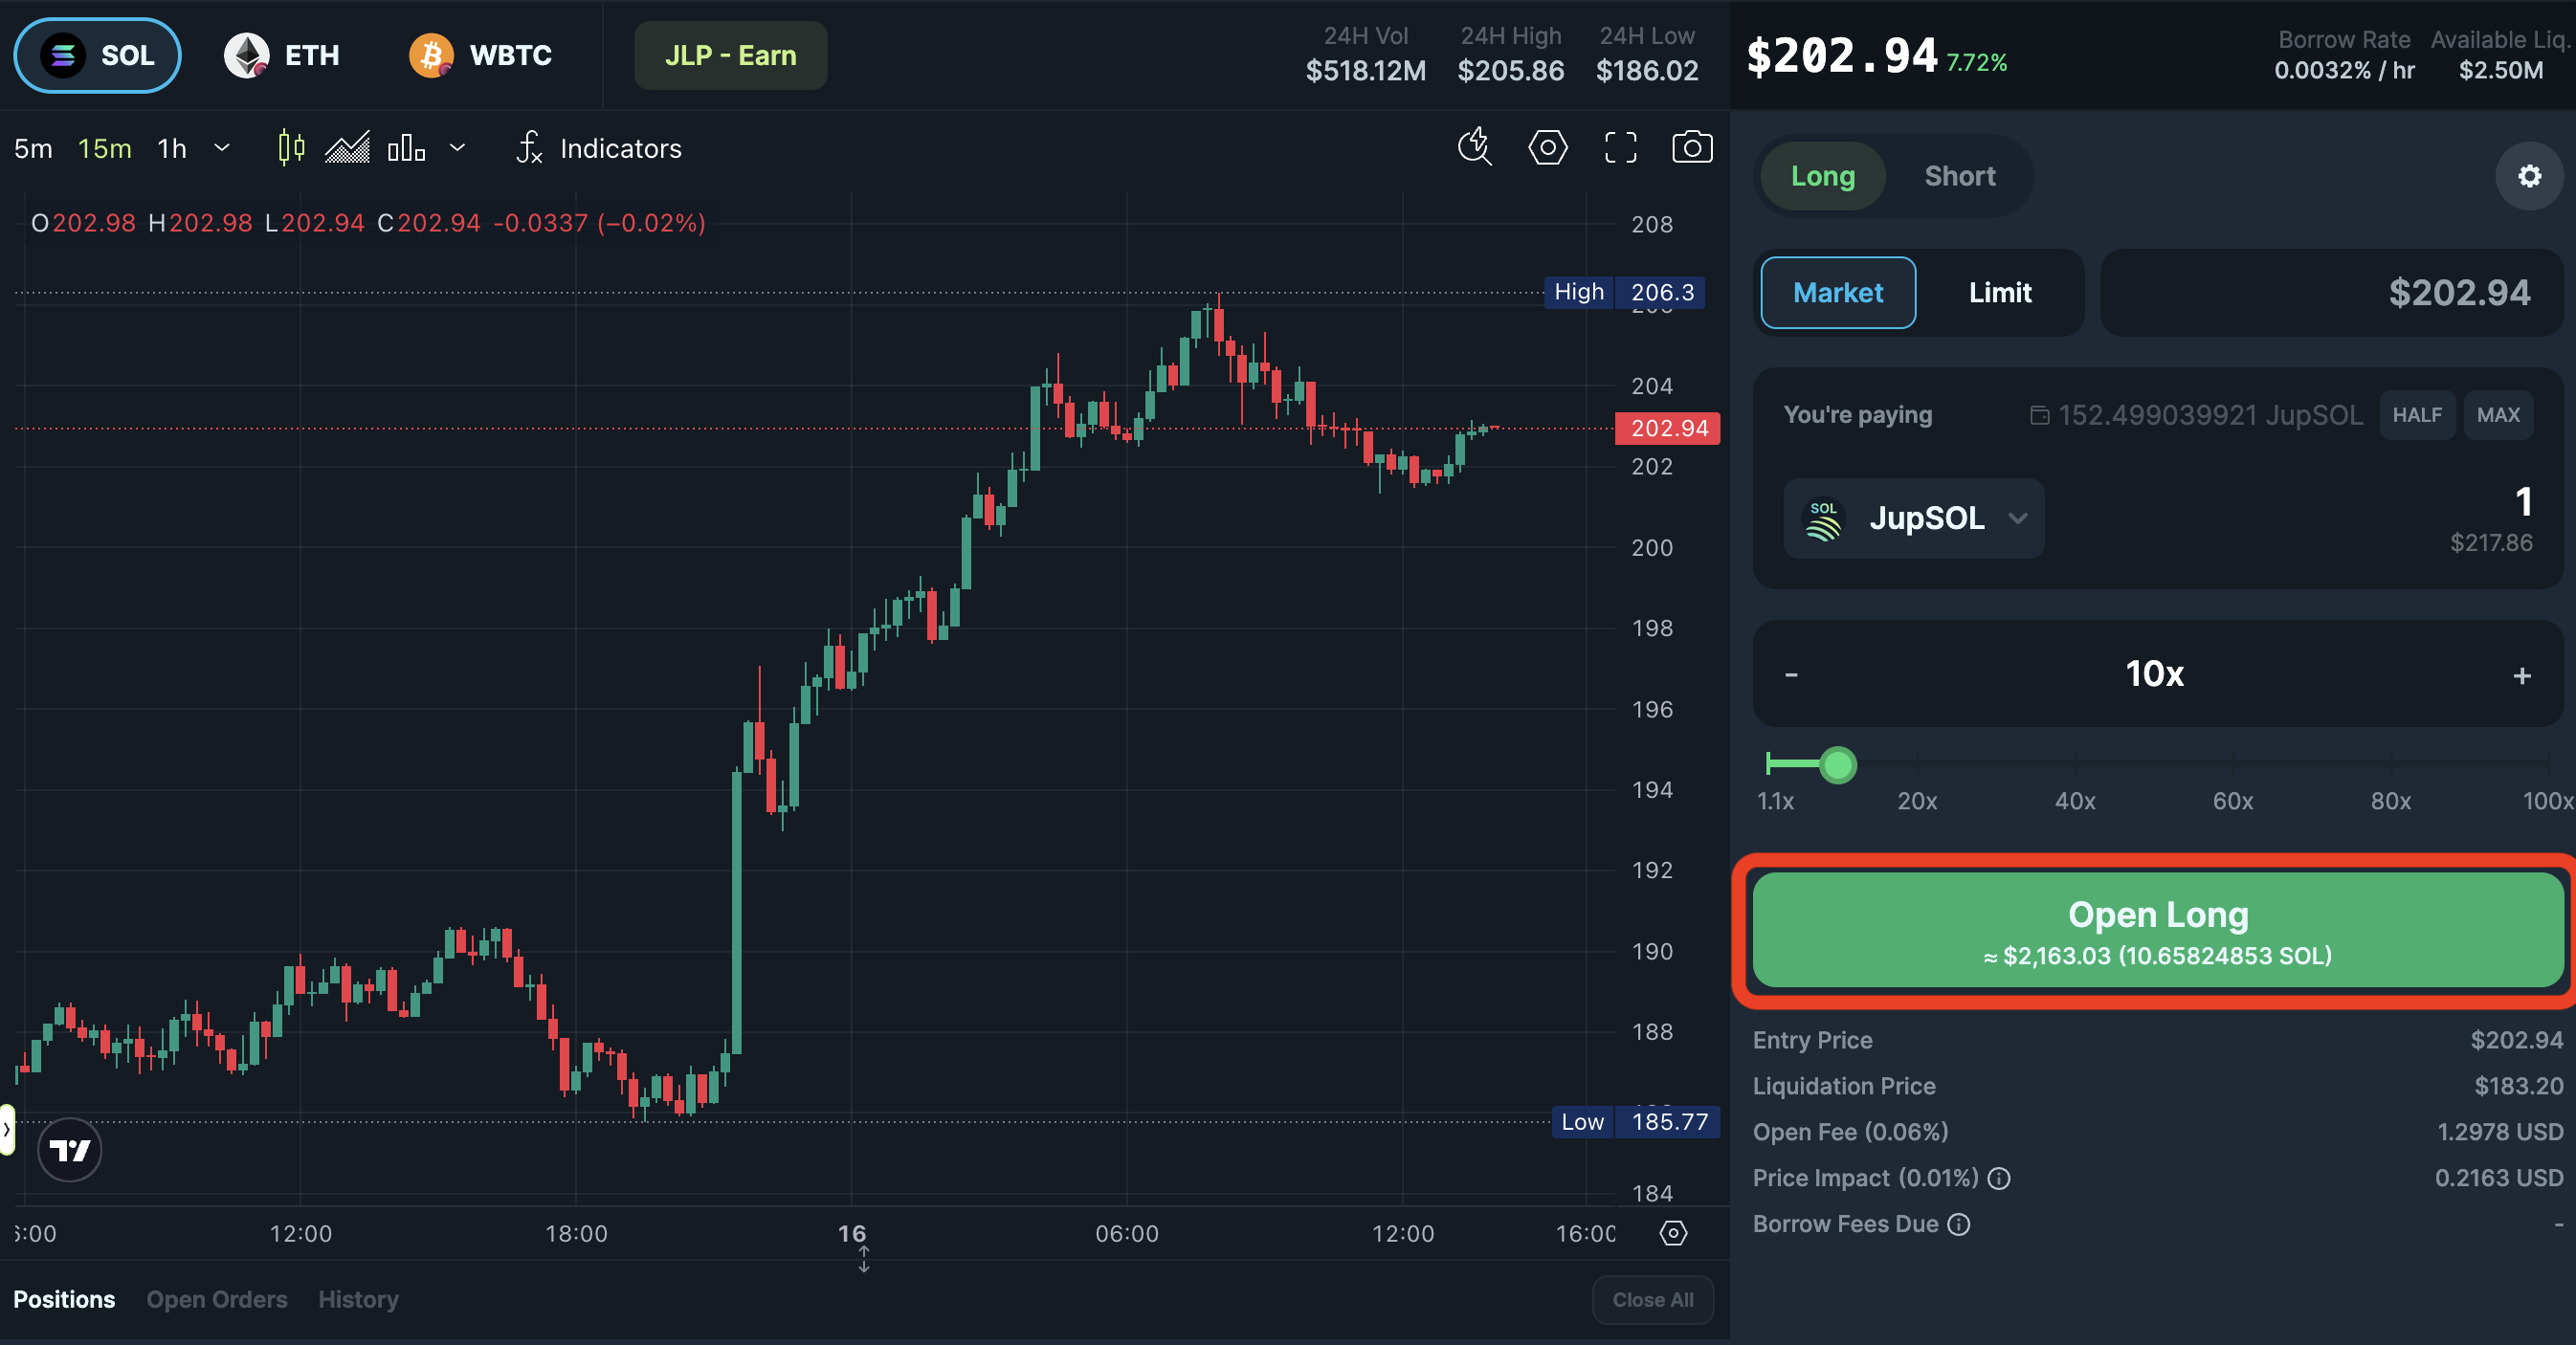 SOL ETH WBTC JLP - Earn
24H Vol 24H High 24H Low
$518.12M $205.86 $186.02
$202.94 7.72%
Borrow Rate Available Liq.
0.0032% / hr $2.50M
5m 15m 1h Indicators
O202.98 H202.98 L202.94 C202.94 -0.0337 (−0.02%)
208
High 206.3
204
202.94
202
200
198
196
194
192
190
188
Low 185.77
184
12:00 18:00 16 06:00 12:00 16:00
Positions Open Orders History Close All
Long Short
Market Limit $202.94
You're paying 152.499039921 JupSOL HALF MAX
SOL JupSOL 1
$217.86
- 10x +
1.1x 20x 40x 60x 80x 100x
Open Long
≈ $2,163.03 (10.65824853 SOL)
Entry Price $202.94
Liquidation Price $183.20
Open Fee (0.06%) 1.2978 USD
Price Impact (0.01%) 0.2163 USD
Borrow Fees Due -